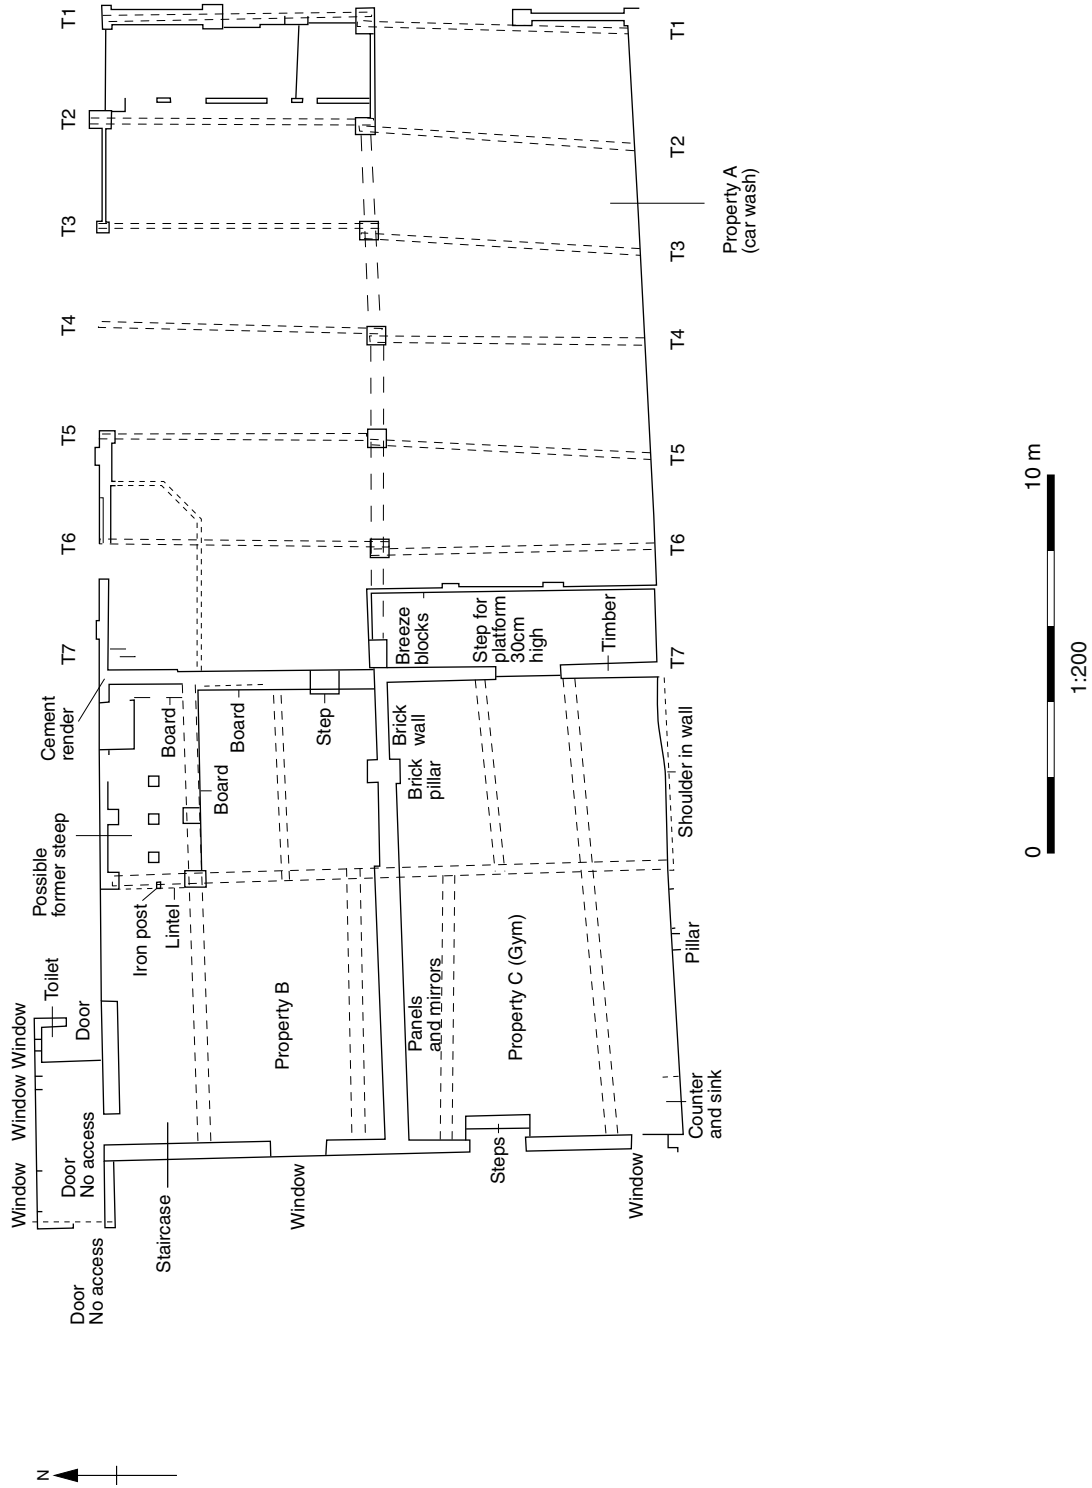 T1
T2
T3
T4
T5
T6
T7
T1
T2
T3
T4
T5
T6
T7
Property A
(car wash)
Breeze
blocks
Step for
platform
30cm
high
Timber
Cement
render
Board
Board
Board
Step
Brick
wall
Brick
pillar
Shoulder in wall
Possible
former steep
Iron post
Lintel
Pillar
Toilet
Door
Window
Window
Window
Property B
Panels
and mirrors
Property C (Gym)
Counter
and sink
Door
No access
Door
No access
Staircase
Window
Steps
Window
N
0
10 m
1:200